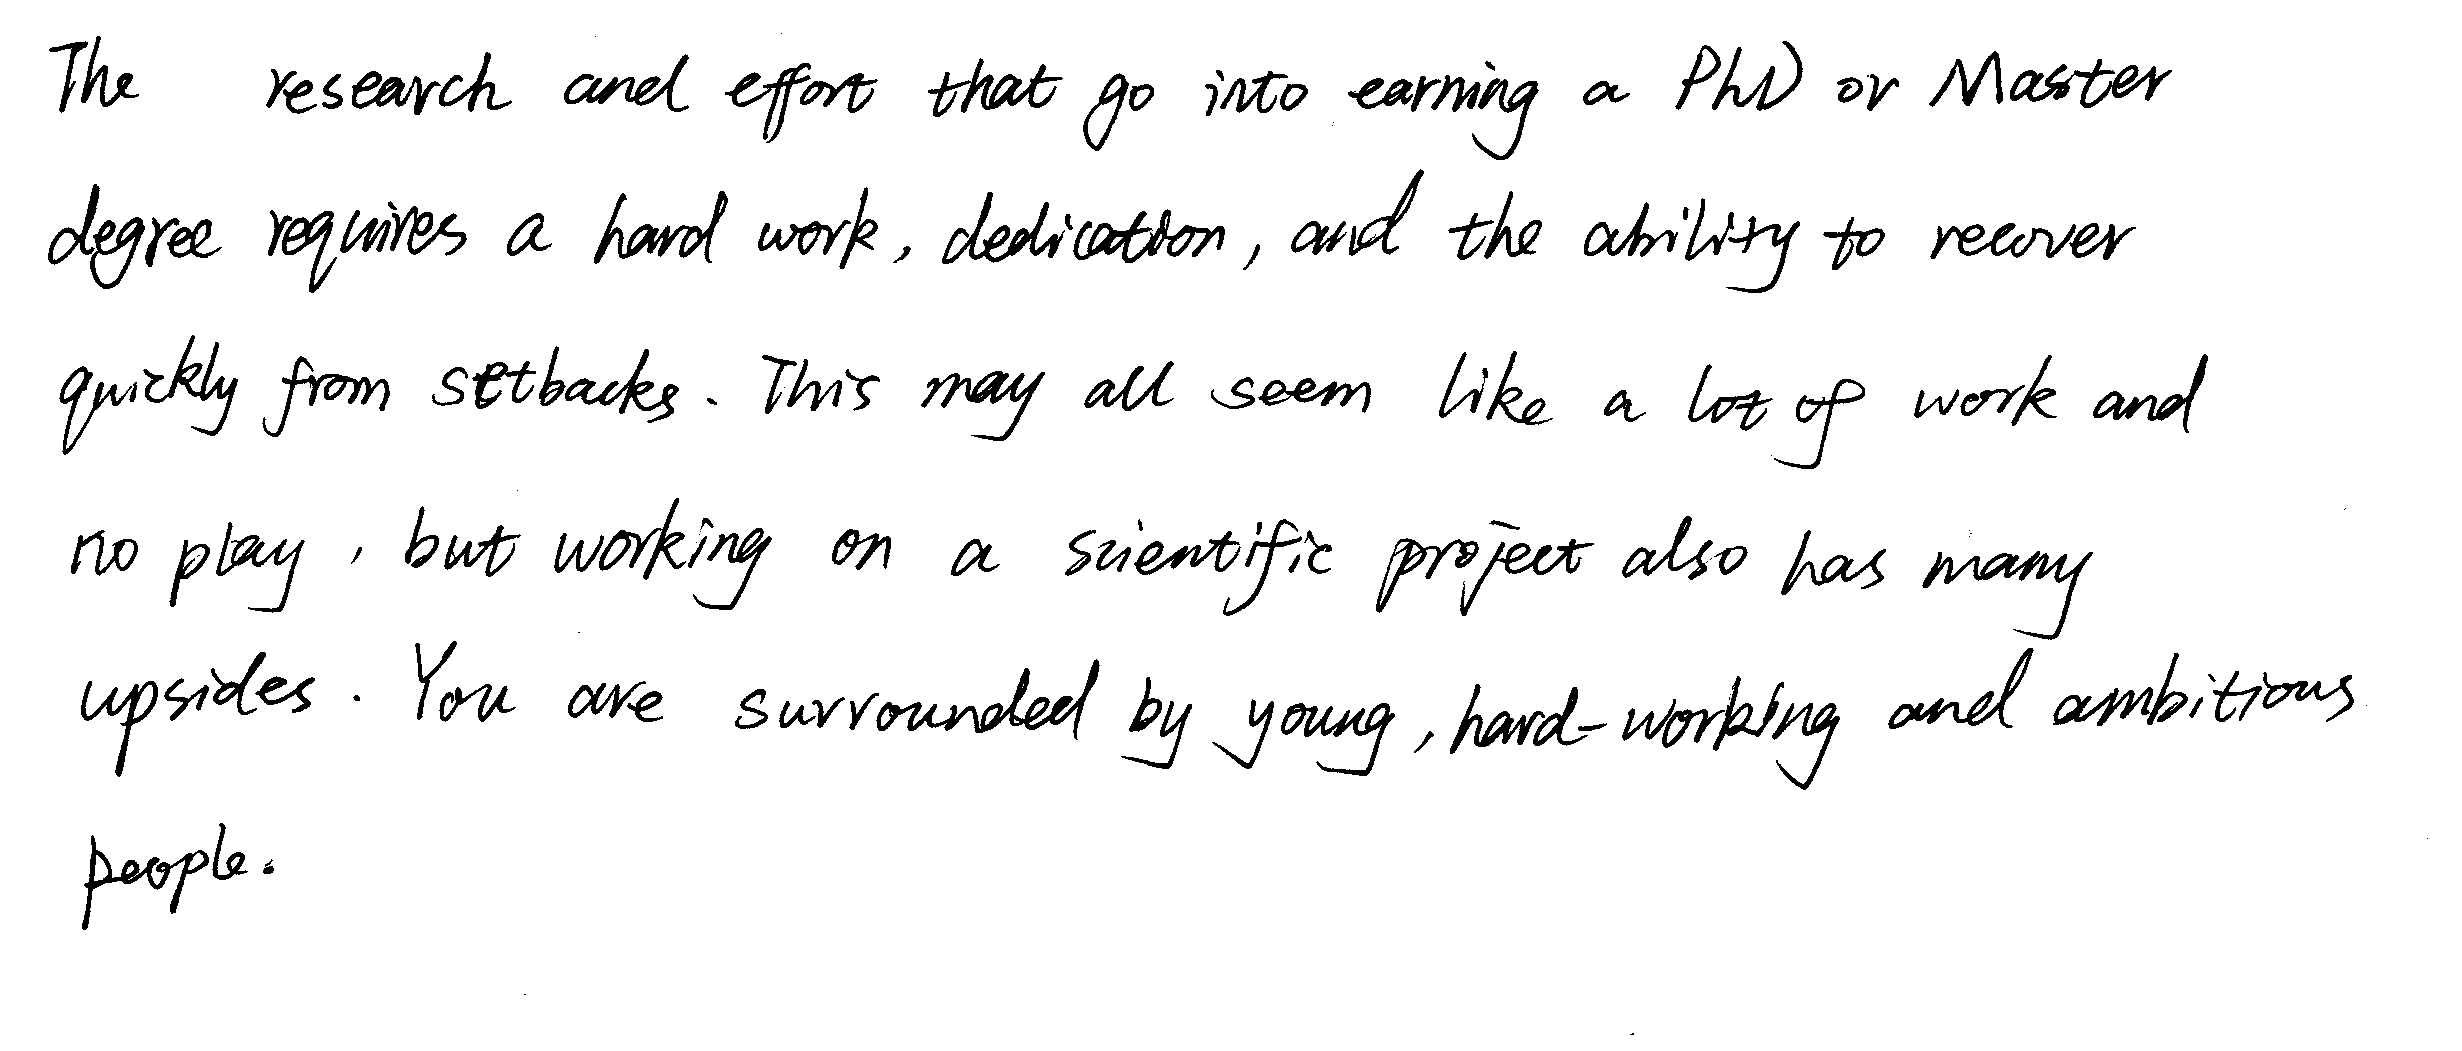 The research and effort that go into earning a PhD or Master
degree requires a hard work, dedication, and the ability to recover
quickly from setbacks. This may all seem like a lot of work and
no play, but working on a scientific project also has many
upsides. You are surrounded by young, hard-working and ambitious
people.